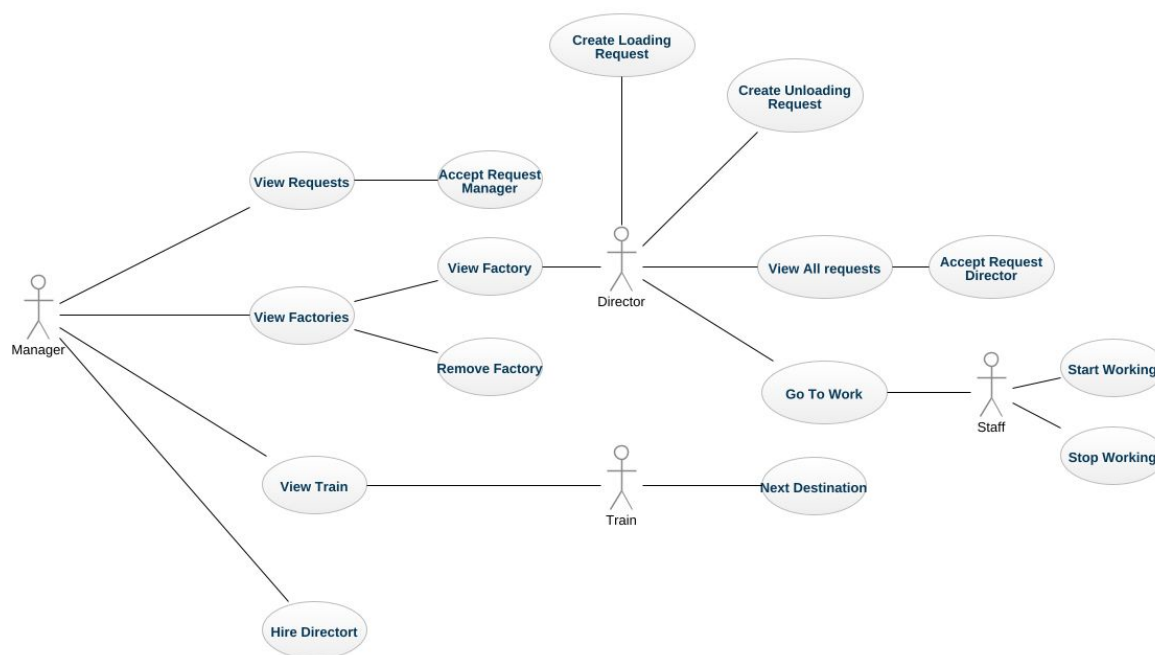 Create Loading
Request
Create Unloading
Request
View Requests
Accept Request
Manager
View Factory
Director
View All requests
Accept Request
Director
Manager
View Factories
Remove Factory
Go To Work
Staff
Start Working
Stop Working
View Train
Train
Next Destination
Hire Directort